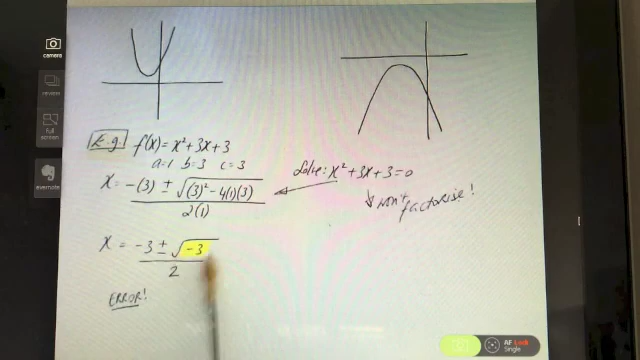 camera
review
full
screen
evernote
E.g. f(x) = x² + 3x + 3
a=1 b=3 c=3
x = -(3) ± √(3)² - 4(1)(3)
2(1)
Solve: x² + 3x + 3 = 0
won't
factorise!
x = -3 ± √-3
2
ERROR!
AF Lock
Single